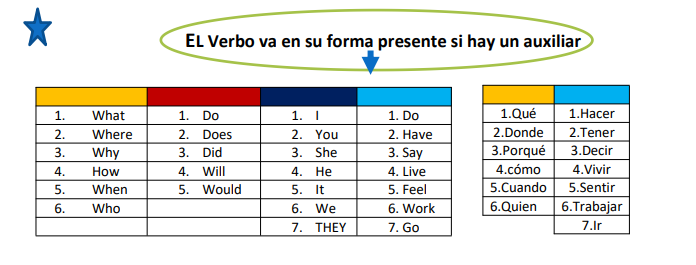 EL Verbo va en su forma presente si hay un auxiliar
1. What 1. Do 1. I 1. Do
2. Where 2. Does 2. You 2. Have
3. Why 3. Did 3. She 3. Say
4. How 4. Will 4. He 4. Live
5. When 5. Would 5. It 5. Feel
6. Who 6. We 6. Work
7. THEY 7. Go
1.Qué 1.Hacer
2.Donde 2.Tener
3.Porqué 3.Decir
4.cómo 4.Vivir
5.Cuando 5.Sentir
6.Quien 6.Trabajar
7.Ir